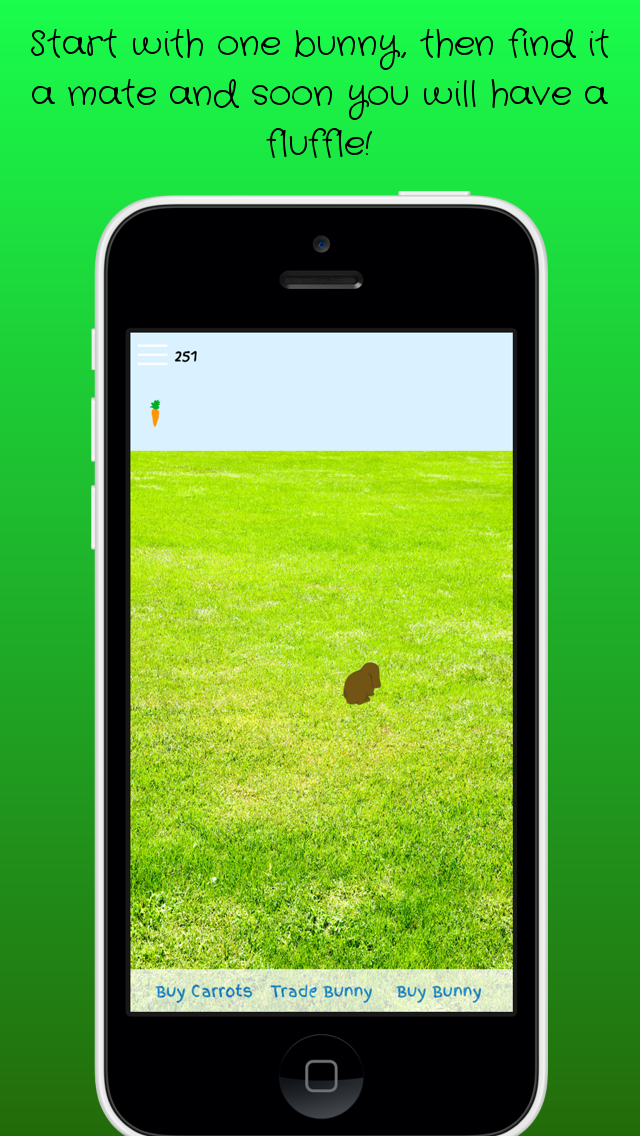 Start with one bunny, then find it
a mate and soon you will have a
fluffle!
251
Buy Carrots Trade Bunny Buy Bunny